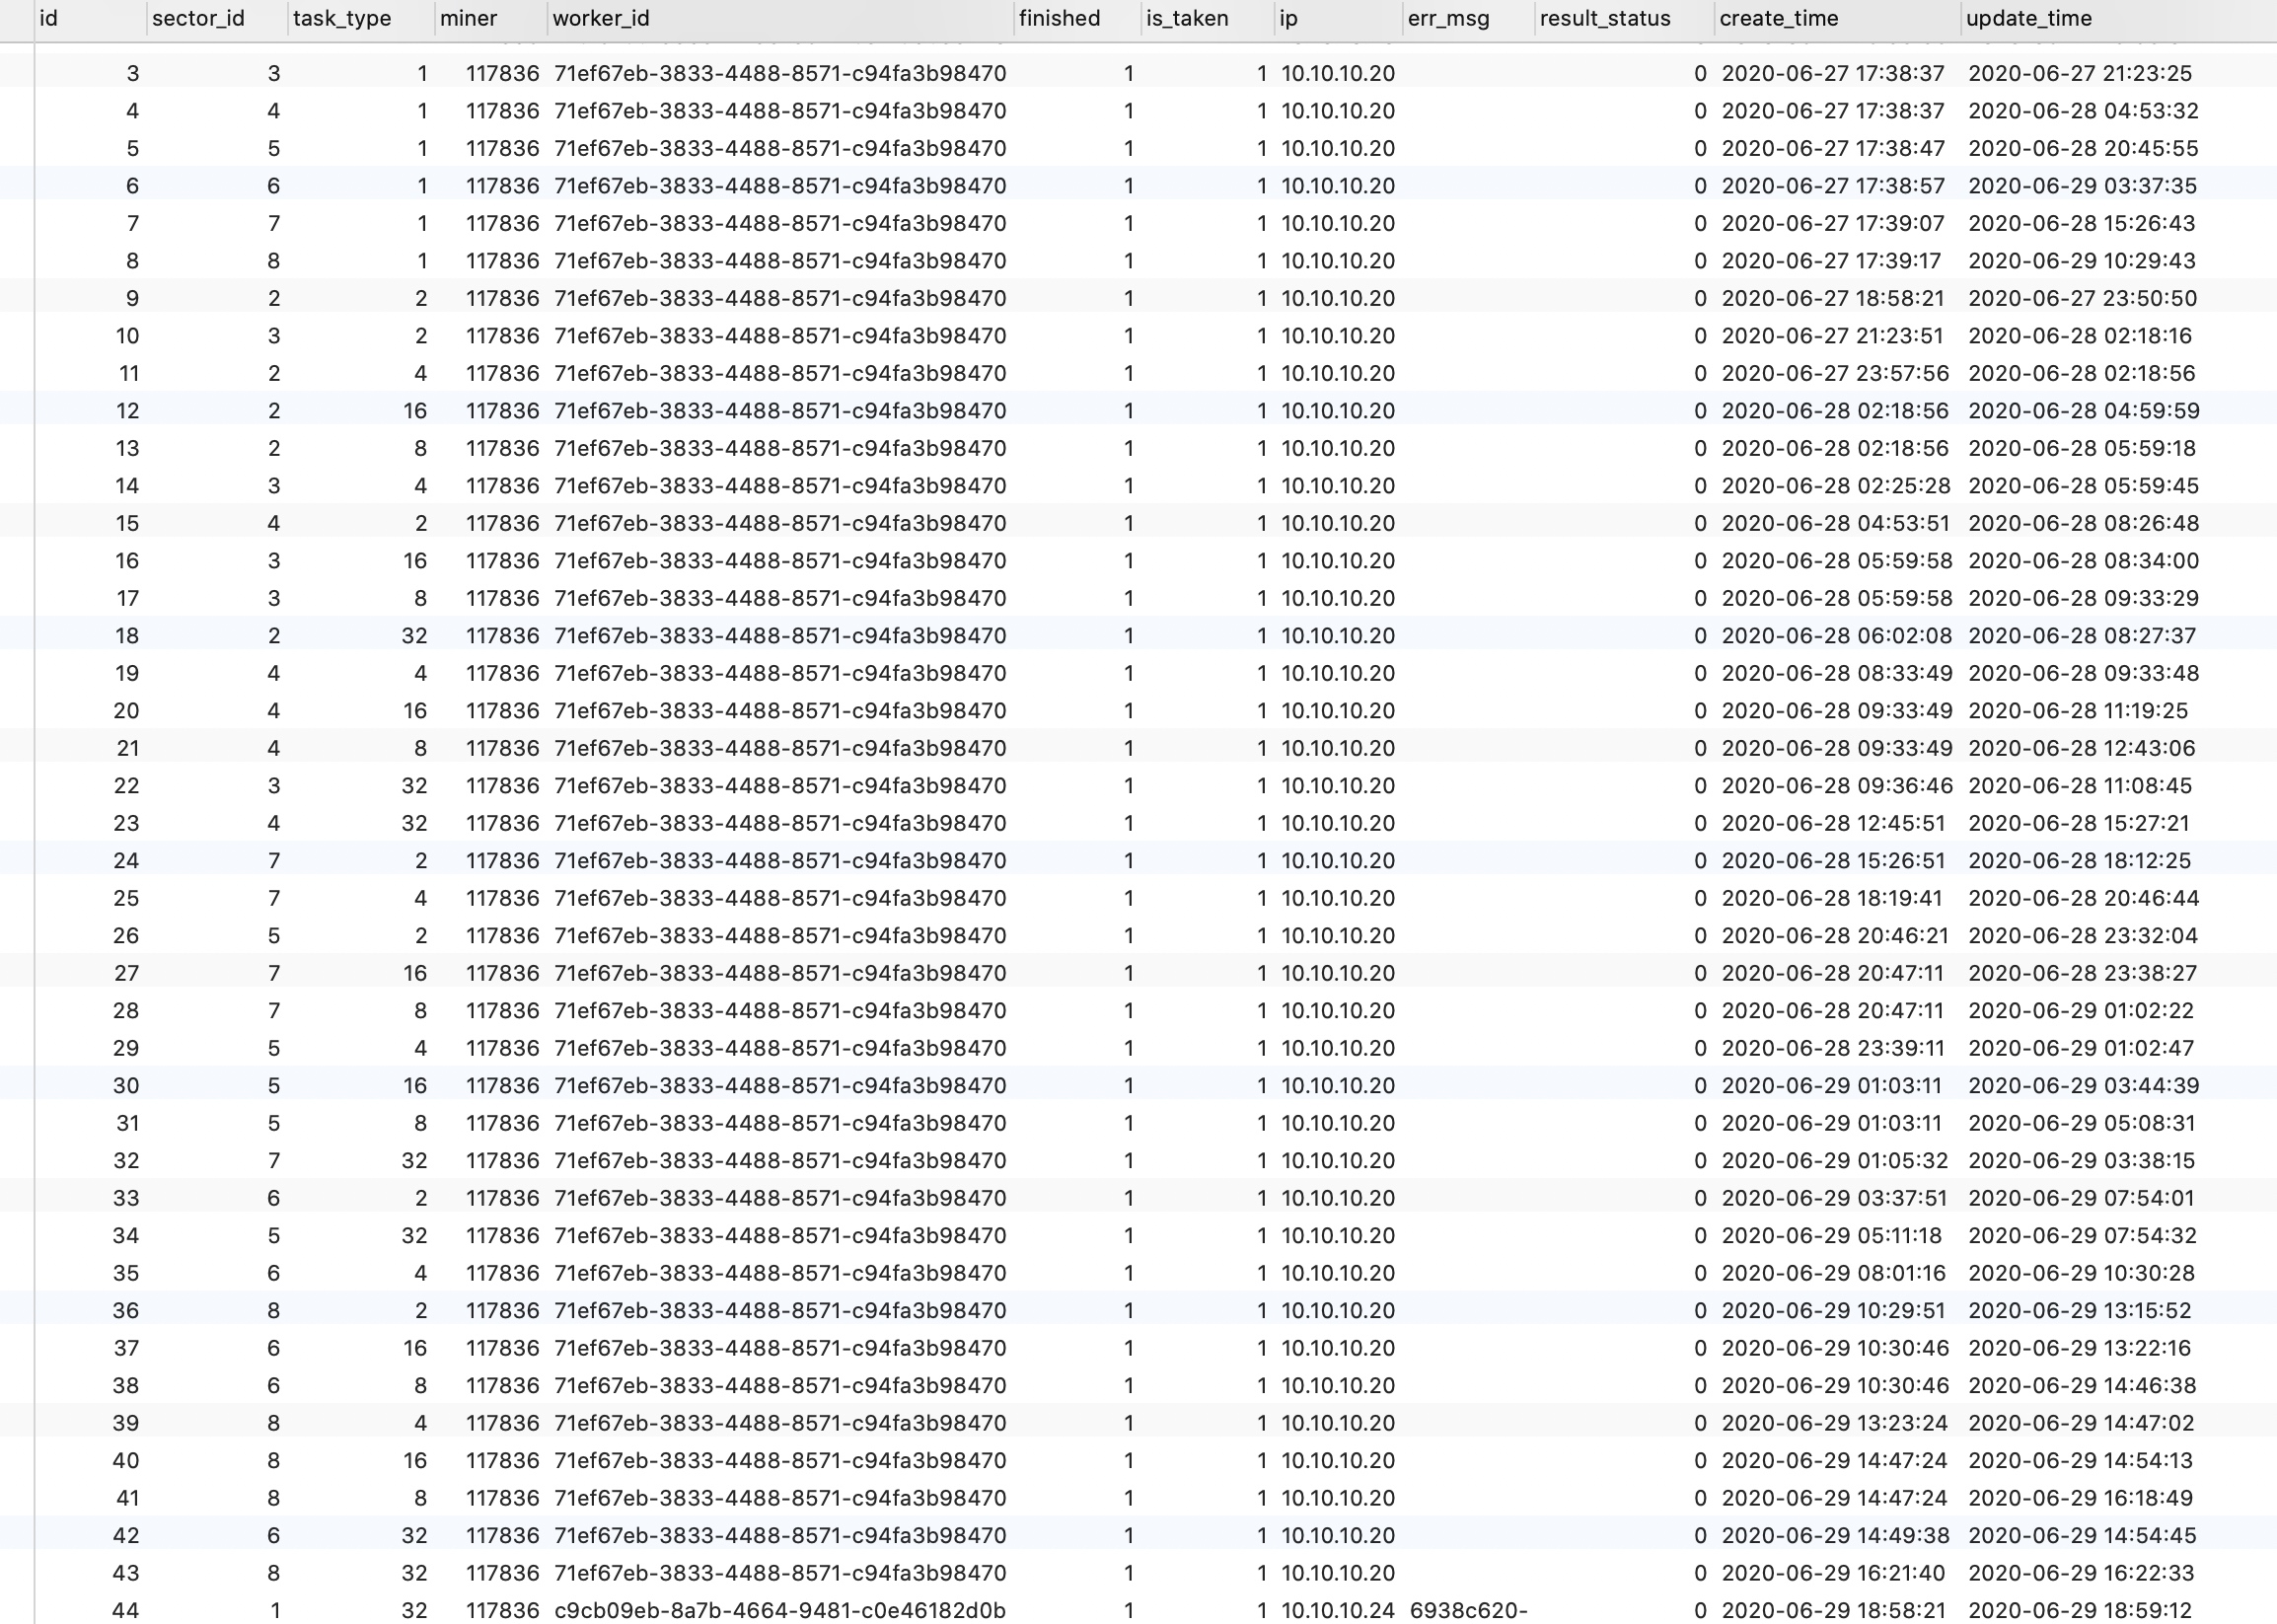 id sector_id task_type miner worker_id finished is_taken ip err_msg result_status create_time update_time
3 3 1 117836 71ef67eb-3833-4488-8571-c94fa3b98470 1 1 10.10.10.20 0 2020-06-27 17:38:37 2020-06-27 21:23:25
4 4 1 117836 71ef67eb-3833-4488-8571-c94fa3b98470 1 1 10.10.10.20 0 2020-06-27 17:38:37 2020-06-28 04:53:32
5 5 1 117836 71ef67eb-3833-4488-8571-c94fa3b98470 1 1 10.10.10.20 0 2020-06-27 17:38:47 2020-06-28 20:45:55
6 6 1 117836 71ef67eb-3833-4488-8571-c94fa3b98470 1 1 10.10.10.20 0 2020-06-27 17:38:57 2020-06-29 03:37:35
7 7 1 117836 71ef67eb-3833-4488-8571-c94fa3b98470 1 1 10.10.10.20 0 2020-06-27 17:39:07 2020-06-28 15:26:43
8 8 1 117836 71ef67eb-3833-4488-8571-c94fa3b98470 1 1 10.10.10.20 0 2020-06-27 17:39:17 2020-06-29 10:29:43
9 2 2 117836 71ef67eb-3833-4488-8571-c94fa3b98470 1 1 10.10.10.20 0 2020-06-27 18:58:21 2020-06-27 23:50:50
10 3 2 117836 71ef67eb-3833-4488-8571-c94fa3b98470 1 1 10.10.10.20 0 2020-06-27 21:23:51 2020-06-28 02:18:16
11 2 4 117836 71ef67eb-3833-4488-8571-c94fa3b98470 1 1 10.10.10.20 0 2020-06-27 23:57:56 2020-06-28 02:18:56
12 2 16 117836 71ef67eb-3833-4488-8571-c94fa3b98470 1 1 10.10.10.20 0 2020-06-28 02:18:56 2020-06-28 04:59:59
13 2 8 117836 71ef67eb-3833-4488-8571-c94fa3b98470 1 1 10.10.10.20 0 2020-06-28 02:18:56 2020-06-28 05:59:18
14 3 4 117836 71ef67eb-3833-4488-8571-c94fa3b98470 1 1 10.10.10.20 0 2020-06-28 02:25:28 2020-06-28 05:59:45
15 4 2 117836 71ef67eb-3833-4488-8571-c94fa3b98470 1 1 10.10.10.20 0 2020-06-28 04:53:51 2020-06-28 08:26:48
16 3 16 117836 71ef67eb-3833-4488-8571-c94fa3b98470 1 1 10.10.10.20 0 2020-06-28 05:59:58 2020-06-28 08:34:00
17 3 8 117836 71ef67eb-3833-4488-8571-c94fa3b98470 1 1 10.10.10.20 0 2020-06-28 05:59:58 2020-06-28 09:33:29
18 2 32 117836 71ef67eb-3833-4488-8571-c94fa3b98470 1 1 10.10.10.20 0 2020-06-28 06:02:08 2020-06-28 08:27:37
19 4 4 117836 71ef67eb-3833-4488-8571-c94fa3b98470 1 1 10.10.10.20 0 2020-06-28 08:33:49 2020-06-28 09:33:48
20 4 16 117836 71ef67eb-3833-4488-8571-c94fa3b98470 1 1 10.10.10.20 0 2020-06-28 09:33:49 2020-06-28 11:19:25
21 4 8 117836 71ef67eb-3833-4488-8571-c94fa3b98470 1 1 10.10.10.20 0 2020-06-28 09:33:49 2020-06-28 12:43:06
22 3 32 117836 71ef67eb-3833-4488-8571-c94fa3b98470 1 1 10.10.10.20 0 2020-06-28 09:36:46 2020-06-28 11:08:45
23 4 32 117836 71ef67eb-3833-4488-8571-c94fa3b98470 1 1 10.10.10.20 0 2020-06-28 12:45:51 2020-06-28 15:27:21
24 7 2 117836 71ef67eb-3833-4488-8571-c94fa3b98470 1 1 10.10.10.20 0 2020-06-28 15:26:51 2020-06-28 18:12:25
25 7 4 117836 71ef67eb-3833-4488-8571-c94fa3b98470 1 1 10.10.10.20 0 2020-06-28 18:19:41 2020-06-28 20:46:44
26 5 2 117836 71ef67eb-3833-4488-8571-c94fa3b98470 1 1 10.10.10.20 0 2020-06-28 20:46:21 2020-06-28 23:32:04
27 7 16 117836 71ef67eb-3833-4488-8571-c94fa3b98470 1 1 10.10.10.20 0 2020-06-28 20:47:11 2020-06-28 23:38:27
28 7 8 117836 71ef67eb-3833-4488-8571-c94fa3b98470 1 1 10.10.10.20 0 2020-06-28 20:47:11 2020-06-29 01:02:22
29 5 4 117836 71ef67eb-3833-4488-8571-c94fa3b98470 1 1 10.10.10.20 0 2020-06-28 23:39:11 2020-06-29 01:02:47
30 5 16 117836 71ef67eb-3833-4488-8571-c94fa3b98470 1 1 10.10.10.20 0 2020-06-29 01:03:11 2020-06-29 03:44:39
31 5 8 117836 71ef67eb-3833-4488-8571-c94fa3b98470 1 1 10.10.10.20 0 2020-06-29 01:03:11 2020-06-29 05:08:31
32 7 32 117836 71ef67eb-3833-4488-8571-c94fa3b98470 1 1 10.10.10.20 0 2020-06-29 01:05:32 2020-06-29 03:38:15
33 6 2 117836 71ef67eb-3833-4488-8571-c94fa3b98470 1 1 10.10.10.20 0 2020-06-29 03:37:51 2020-06-29 07:54:01
34 5 32 117836 71ef67eb-3833-4488-8571-c94fa3b98470 1 1 10.10.10.20 0 2020-06-29 05:11:18 2020-06-29 07:54:32
35 6 4 117836 71ef67eb-3833-4488-8571-c94fa3b98470 1 1 10.10.10.20 0 2020-06-29 08:01:16 2020-06-29 10:30:28
36 8 2 117836 71ef67eb-3833-4488-8571-c94fa3b98470 1 1 10.10.10.20 0 2020-06-29 10:29:51 2020-06-29 13:15:52
37 6 16 117836 71ef67eb-3833-4488-8571-c94fa3b98470 1 1 10.10.10.20 0 2020-06-29 10:30:46 2020-06-29 13:22:16
38 6 8 117836 71ef67eb-3833-4488-8571-c94fa3b98470 1 1 10.10.10.20 0 2020-06-29 10:30:46 2020-06-29 14:46:38
39 8 4 117836 71ef67eb-3833-4488-8571-c94fa3b98470 1 1 10.10.10.20 0 2020-06-29 13:23:24 2020-06-29 14:47:02
40 8 16 117836 71ef67eb-3833-4488-8571-c94fa3b98470 1 1 10.10.10.20 0 2020-06-29 14:47:24 2020-06-29 14:54:13
41 8 8 117836 71ef67eb-3833-4488-8571-c94fa3b98470 1 1 10.10.10.20 0 2020-06-29 14:47:24 2020-06-29 16:18:49
42 6 32 117836 71ef67eb-3833-4488-8571-c94fa3b98470 1 1 10.10.10.20 0 2020-06-29 14:49:38 2020-06-29 14:54:45
43 8 32 117836 71ef67eb-3833-4488-8571-c94fa3b98470 1 1 10.10.10.20 0 2020-06-29 16:21:40 2020-06-29 16:22:33
44 1 32 117836 c9cb09eb-8a7b-4664-9481-c0e46182d0b 1 1 10.10.10.24 6938c620- 0 2020-06-29 18:58:21 2020-06-29 18:59:12